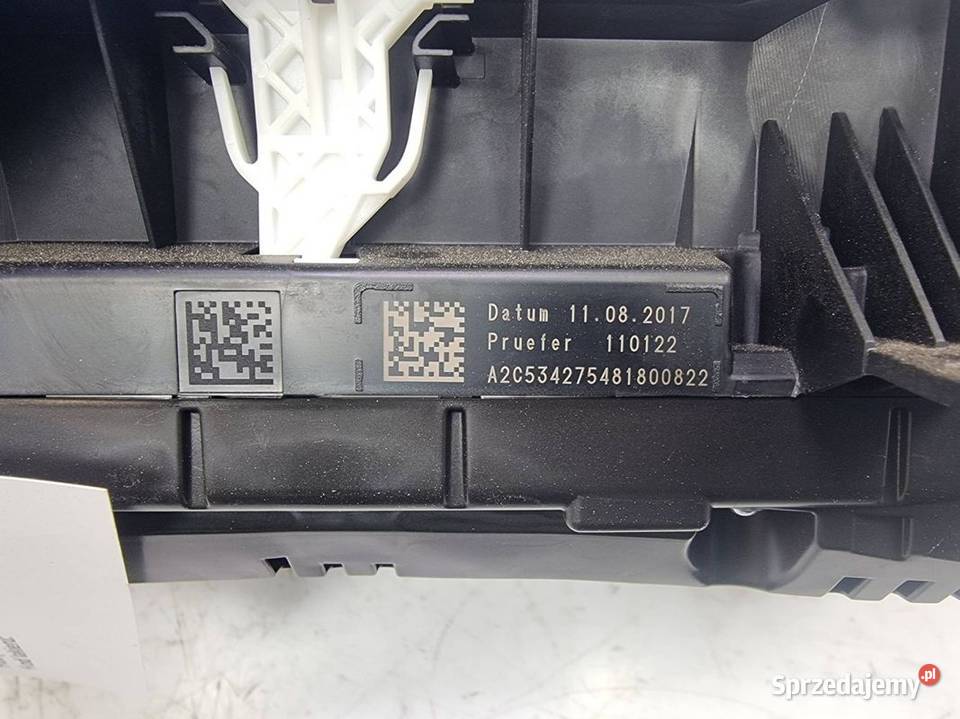 Datum 11.08.2017
Pruefer 110122
A2C534275481800822
Sprzedajemy.pl